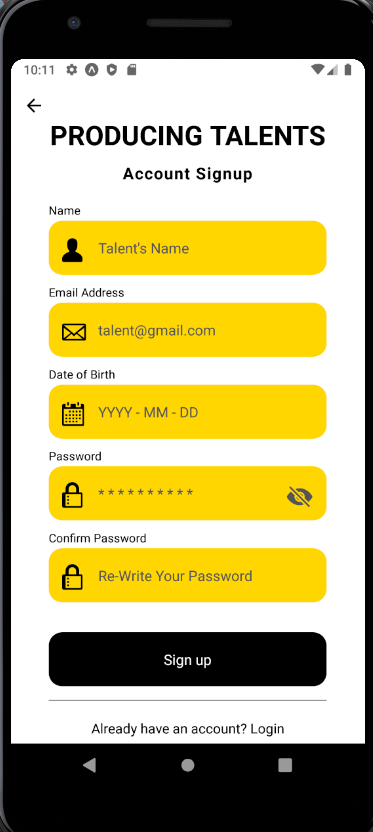 10:11
PRODUCING TALENTS
Account Signup
Name
Talent's Name
Email Address
talent@gmail.com
Date of Birth
YYYY - MM - DD
Password
* * * * * * * * * *
Confirm Password
Re-Write Your Password
Sign up
Already have an account? Login